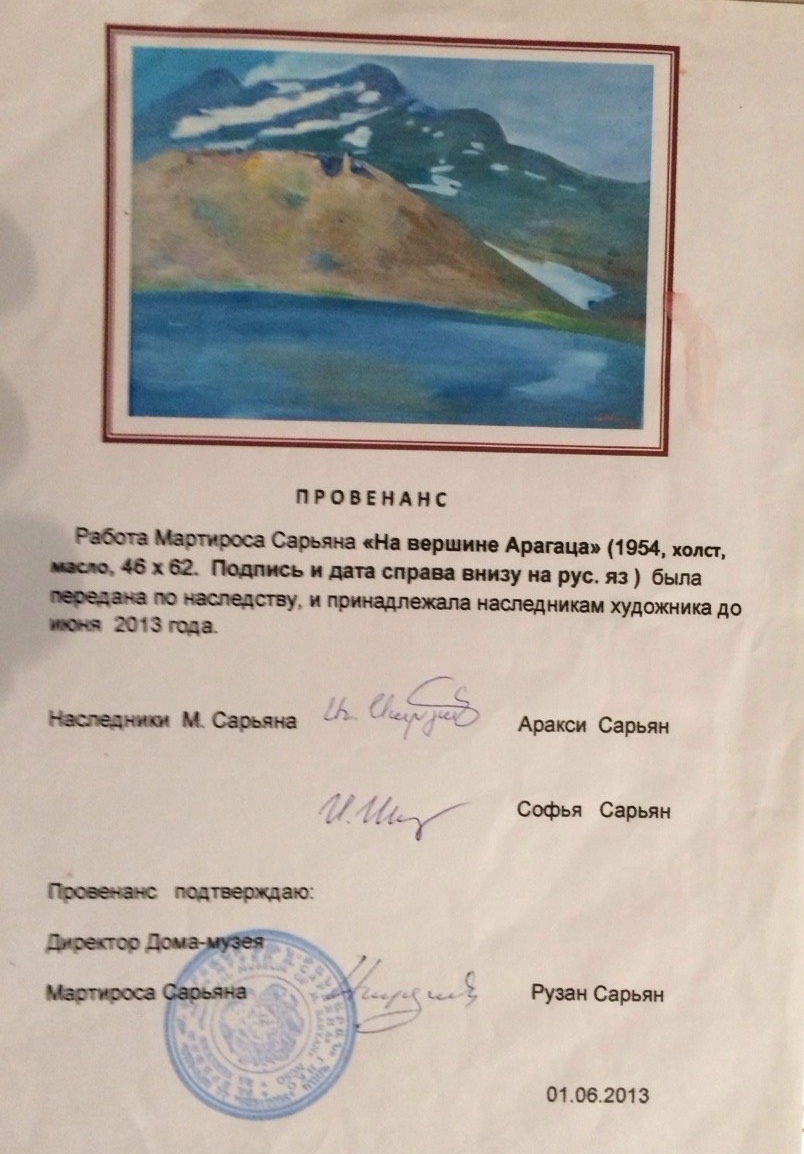 ПРОВЕНАНС
Работа Мартироса Сарьяна «На вершине Арагаца» (1954, холст,
масло, 46 x 62. Подпись и дата справа внизу на рус. яз ) была
передана по наследству, и принадлежала наследникам художника до
июня 2013 года.
Наследники М. Сарьяна Аракси Сарьян
Софья Сарьян
Провенанс подтверждаю:
Директор Дома-музея
Мартироса Сарьяна Рузан Сарьян
01.06.2013